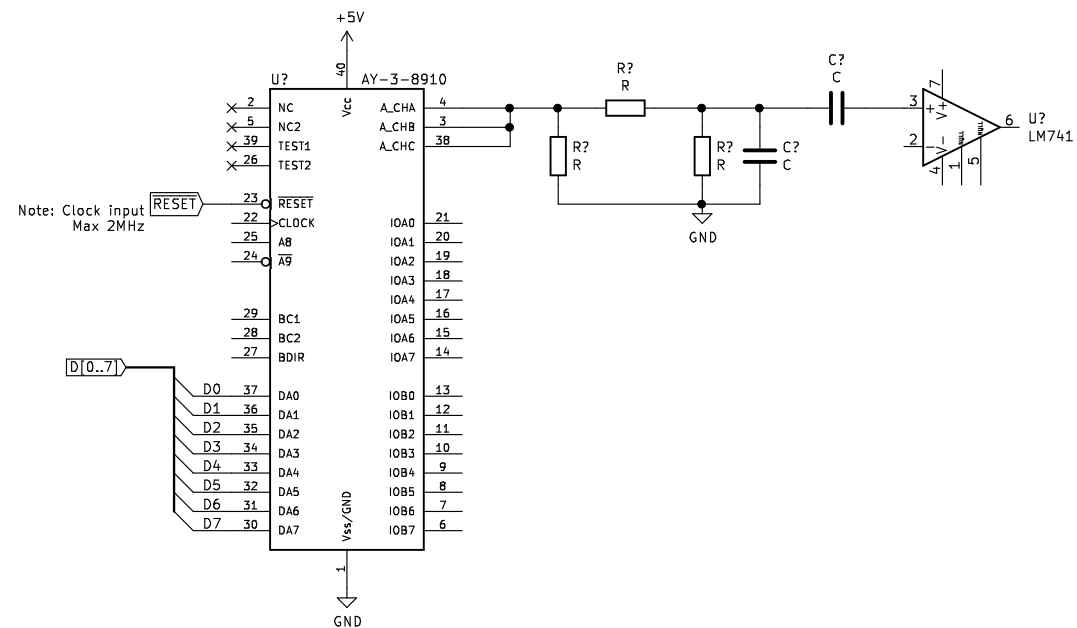 +5V
40
U?
AY-3-8910
Vcc
2 NC
5 NC2
39 TEST1
26 TEST2
A_CHA 4
A_CHB 3
A_CHC 38
R?
R
R?
R
R?
R
C?
C
C?
C
GND
3
2
7
+
V+
-
V-
4
1
5
NULL
NULL
6
U?
LM741
Note: Clock input
Max 2MHz
RESET
23 RESET
22 CLOCK
25 A8
24 A9
29 BC1
28 BC2
27 BDIR
D[0..7]
D0 37 DA0
D1 36 DA1
D2 35 DA2
D3 34 DA3
D4 33 DA4
D5 32 DA5
D6 31 DA6
D7 30 DA7
IOA0 21
IOA1 20
IOA2 19
IOA3 18
IOA4 17
IOA5 16
IOA6 15
IOA7 14
IOB0 13
IOB1 12
IOB2 11
IOB3 10
IOB4 9
IOB5 8
IOB6 7
IOB7 6
Vss/GND
1
GND